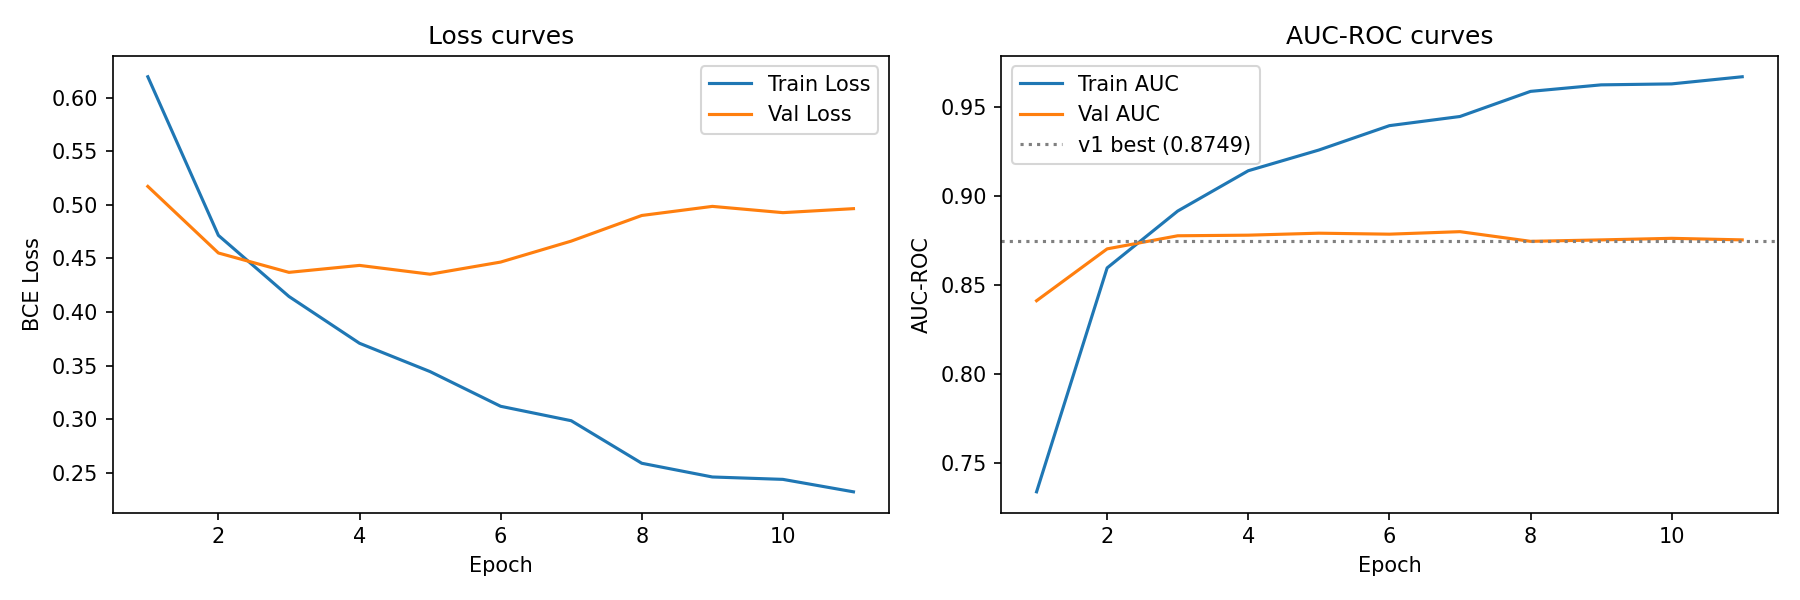 Loss curves
Train Loss
Val Loss
0.60
0.55
0.50
0.45
0.40
0.35
0.30
0.25
BCE Loss
2
4
6
8
10
Epoch
AUC-ROC curves
Train AUC
Val AUC
v1 best (0.8749)
0.95
0.90
0.85
0.80
0.75
AUC-ROC
2
4
6
8
10
Epoch